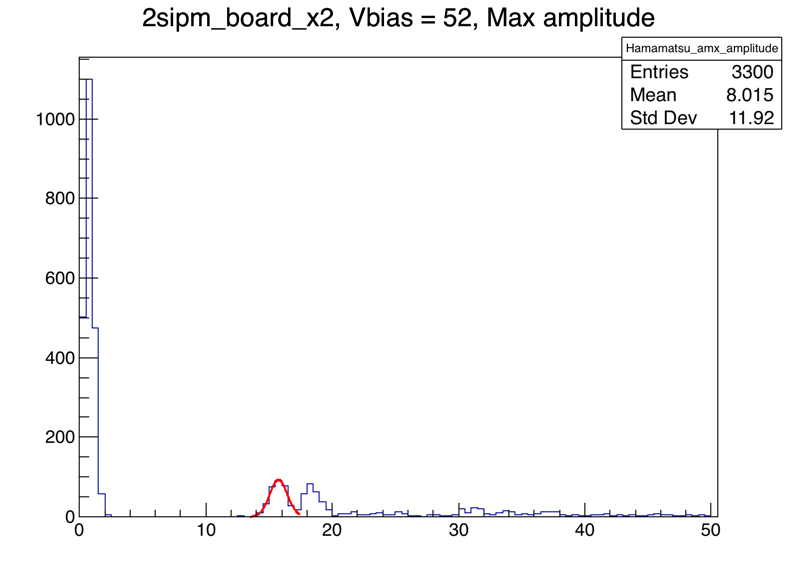 2sipm_board_x2, Vbias = 52, Max amplitude
Hamamatsu_amx_amplitude
Entries 3300
Mean 8.015
Std Dev 11.92
1000
800
600
400
200
0
0 10 20 30 40 50